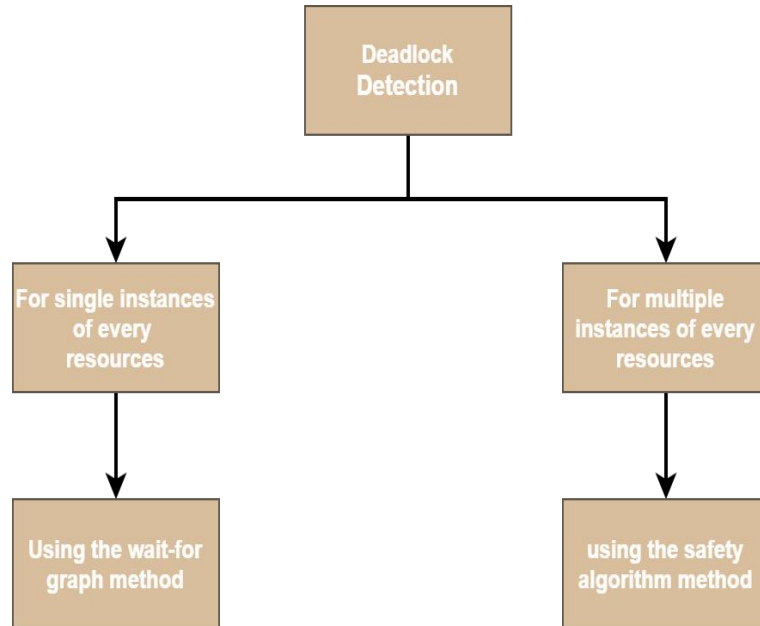 Deadlock
Detection
For single instances
of every
resources
For multiple
instances of every
resources
Using the wait-for
graph method
using the safety
algorithm method